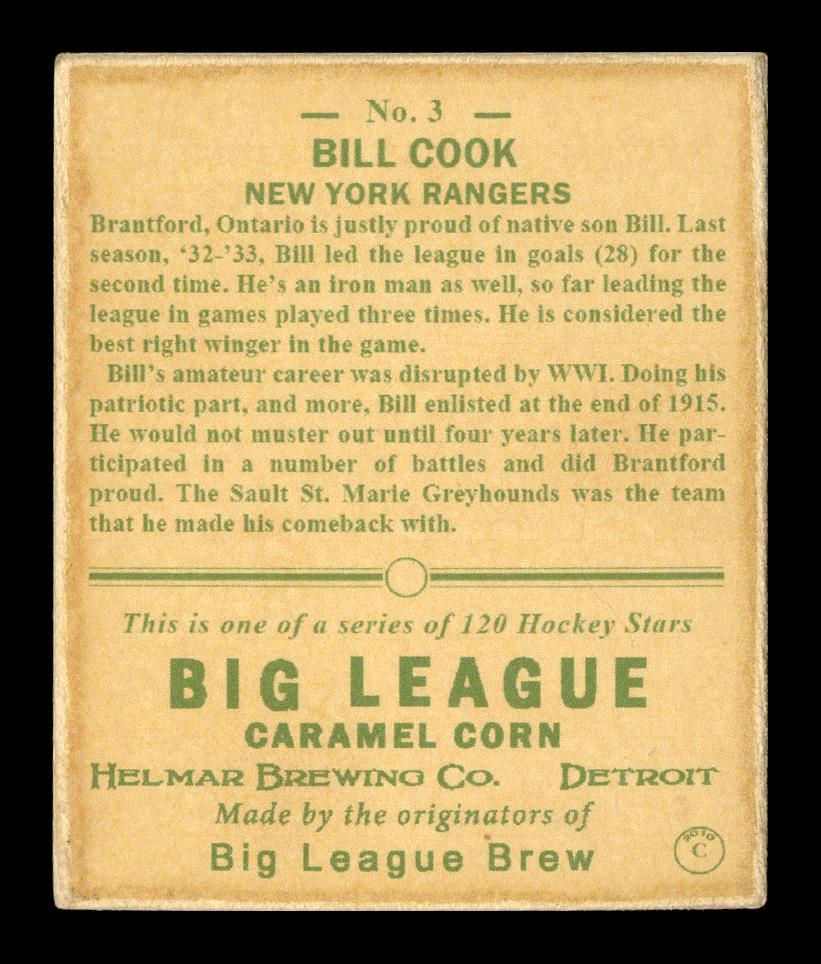 No. 3
BILL COOK
NEW YORK RANGERS
Brantford, Ontario is justly proud of native son Bill. Last
season, ‘32-’33, Bill led the league in goals (28) for the
second time. He’s an iron man as well, so far leading the
league in games played three times. He is considered the
best right winger in the game.
Bill’s amateur career was disrupted by WWI. Doing his
patriotic part, and more, Bill enlisted at the end of 1915.
He would not muster out until four years later. He par-
ticipated in a number of battles and did Brantford
proud. The Sault St. Marie Greyhounds was the team
that he made his comeback with.
This is one of a series of 120 Hockey Stars
BIG LEAGUE
CARAMEL CORN
HELMAR BREWING CO. DETROIT
Made by the originators of
Big League Brew
2010
C